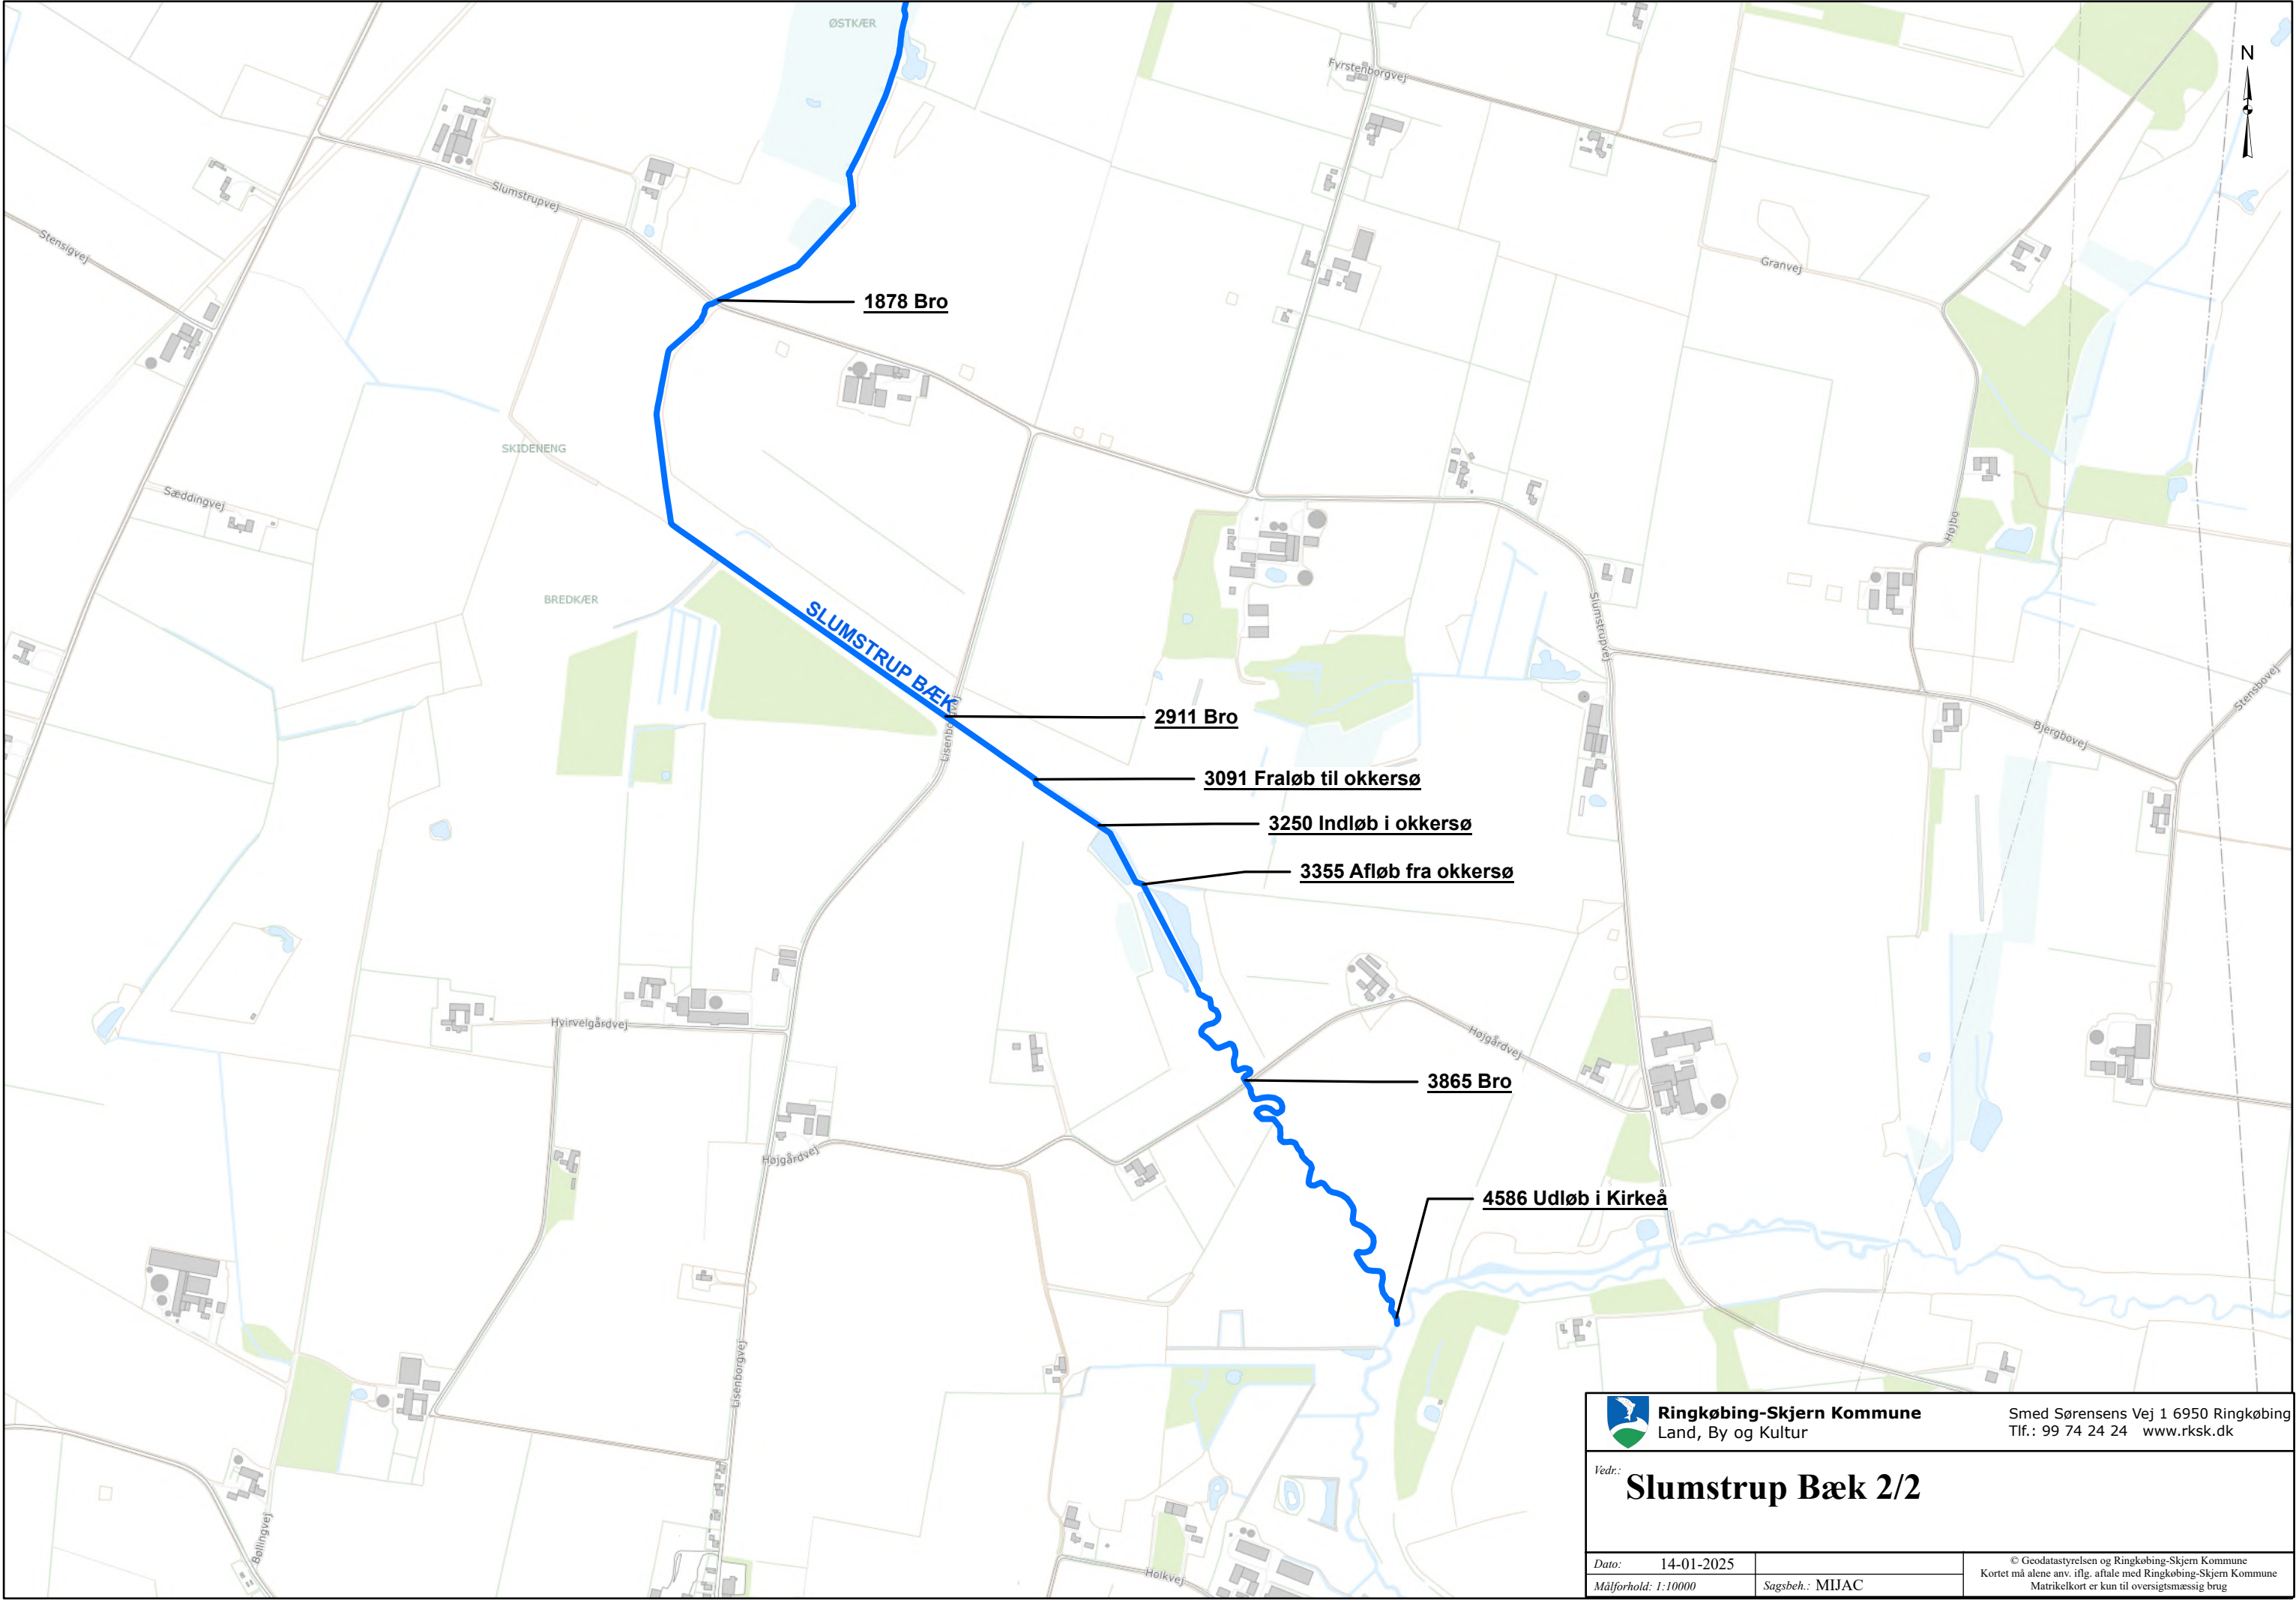 ØSTKÆR
N
Fyrstenborgvej
Slumstrupvej
Stensigvej
Granvej
1878 Bro
SKIDENENG
Sæddingvej
Højbo
BREDKÆR
SLUMSTRUP BÆK
Slumstrupvej
Stensbovej
Lisenborgvej
2911 Bro
Bjergbovej
3091 Fraløb til okkersø
3250 Indløb i okkersø
3355 Afløb fra okkersø
Hvirvelgårdvej
Højgårdvej
3865 Bro
Højgårdvej
4586 Udløb i Kirkeå
Lisenborgvej
Bøllingvej
Holkvej
Ringkøbing-Skjern Kommune
Land, By og Kultur
Smed Sørensens Vej 1 6950 Ringkøbing
Tlf.: 99 74 24 24 www.rksk.dk
Vedr.:
Slumstrup Bæk 2/2
Dato: 14-01-2025
Målforhold: 1:10000
Sagsbeh.: MIJAC
© Geodatastyrelsen og Ringkøbing-Skjern Kommune
Kortet må alene anv. iflg. aftale med Ringkøbing-Skjern Kommune
Matrikelkort er kun til oversigtsmæssig brug